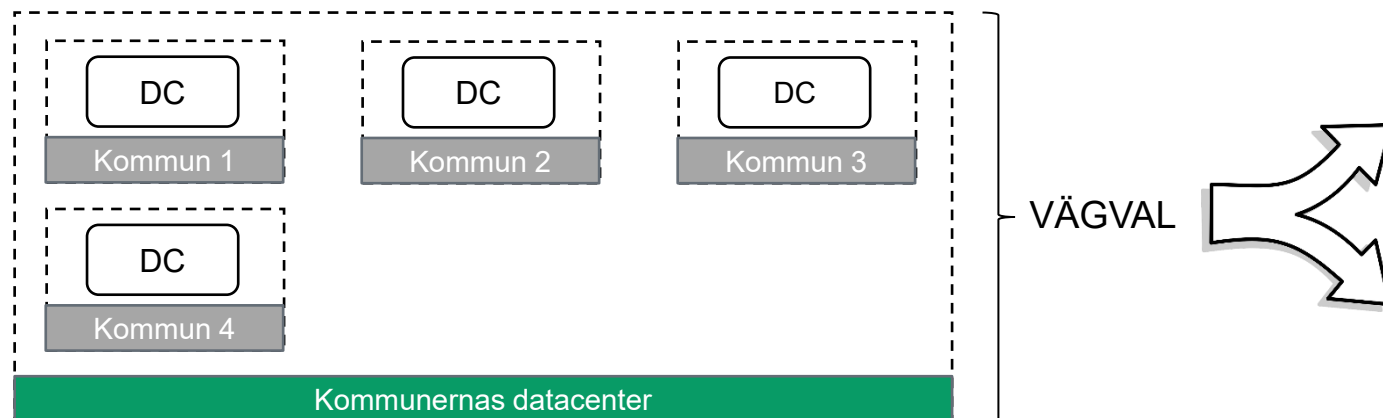 DC
DC
DC
Kommun 1
Kommun 2
Kommun 3
VÄGVAL
DC
Kommun 4
Kommunernas datacenter